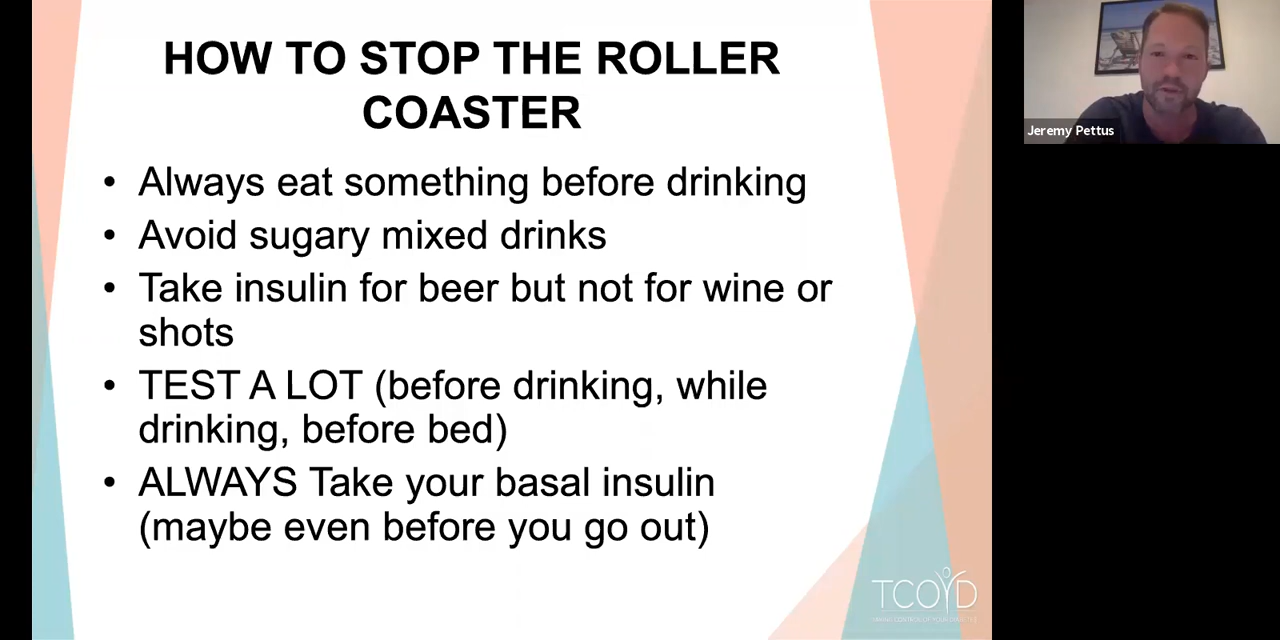 HOW TO STOP THE ROLLER
COASTER
• Always eat something before drinking
• Avoid sugary mixed drinks
• Take insulin for beer but not for wine or
shots
• TEST A LOT (before drinking, while
drinking, before bed)
• ALWAYS Take your basal insulin
(maybe even before you go out)
Jeremy Pettus
TCOYD